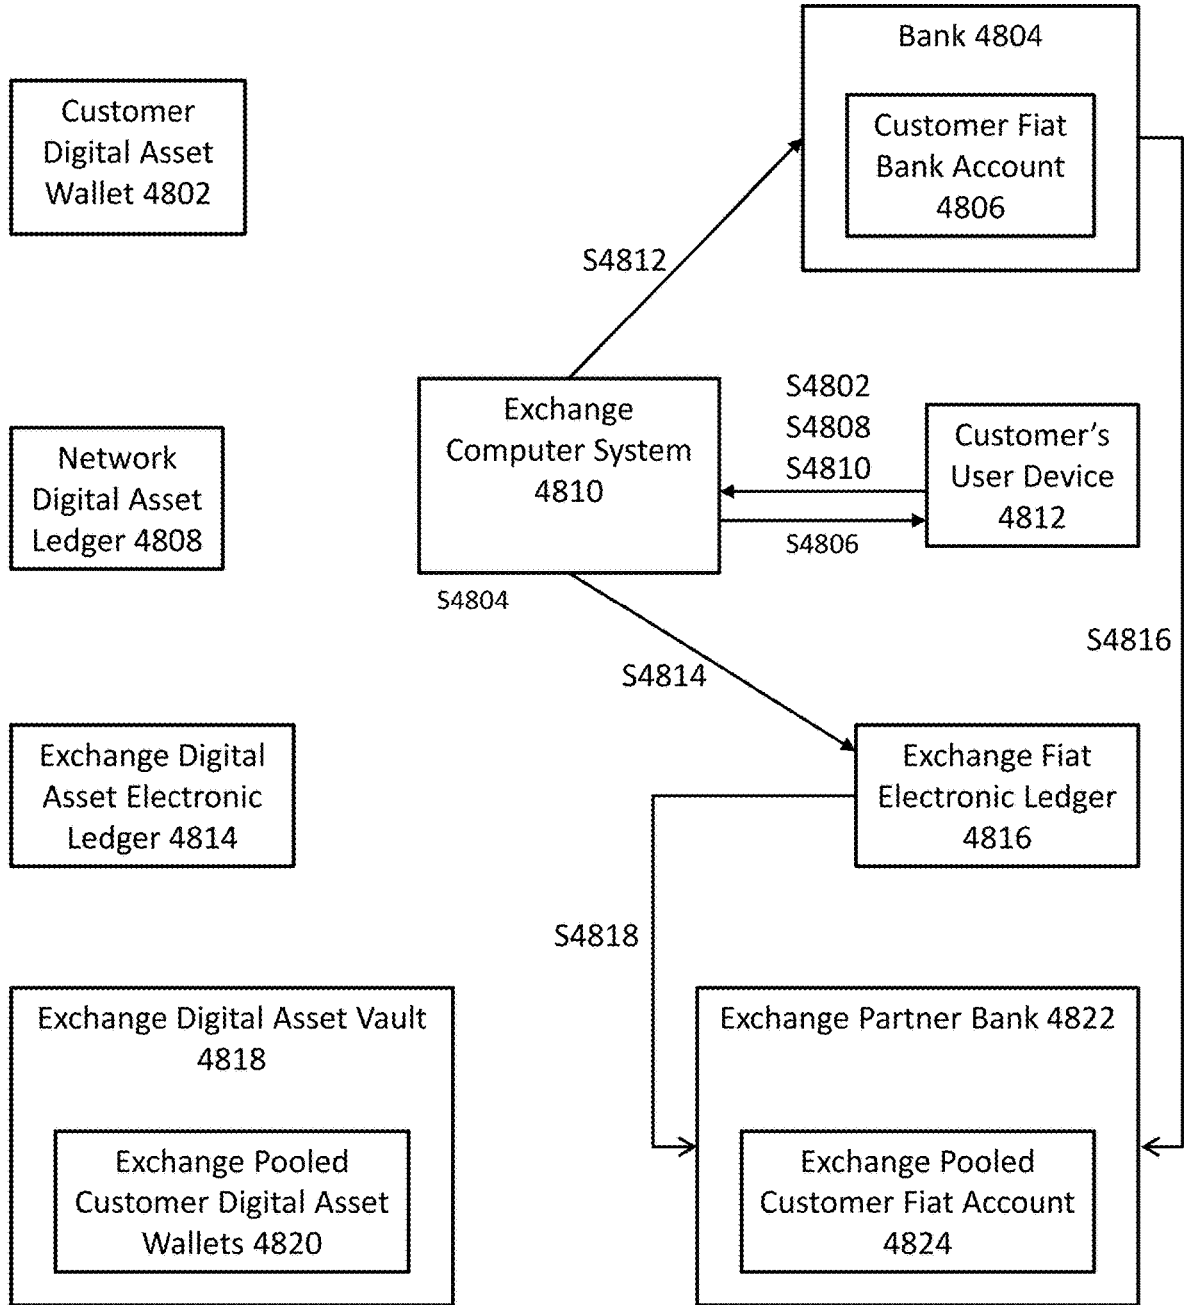 Bank 4804
Customer
Digital Asset
Wallet 4802
Customer Fiat
Bank Account
4806
S4812
Exchange
Computer System
4810
S4802
S4808
S4810
Customer's
User Device
4812
Network
Digital Asset
Ledger 4808
S4806
S4804
S4816
S4814
Exchange Digital
Asset Electronic
Ledger 4814
Exchange Fiat
Electronic Ledger
4816
S4818
Exchange Digital Asset Vault
4818
Exchange Partner Bank 4822
Exchange Pooled
Customer Digital Asset
Wallets 4820
Exchange Pooled
Customer Fiat Account
4824